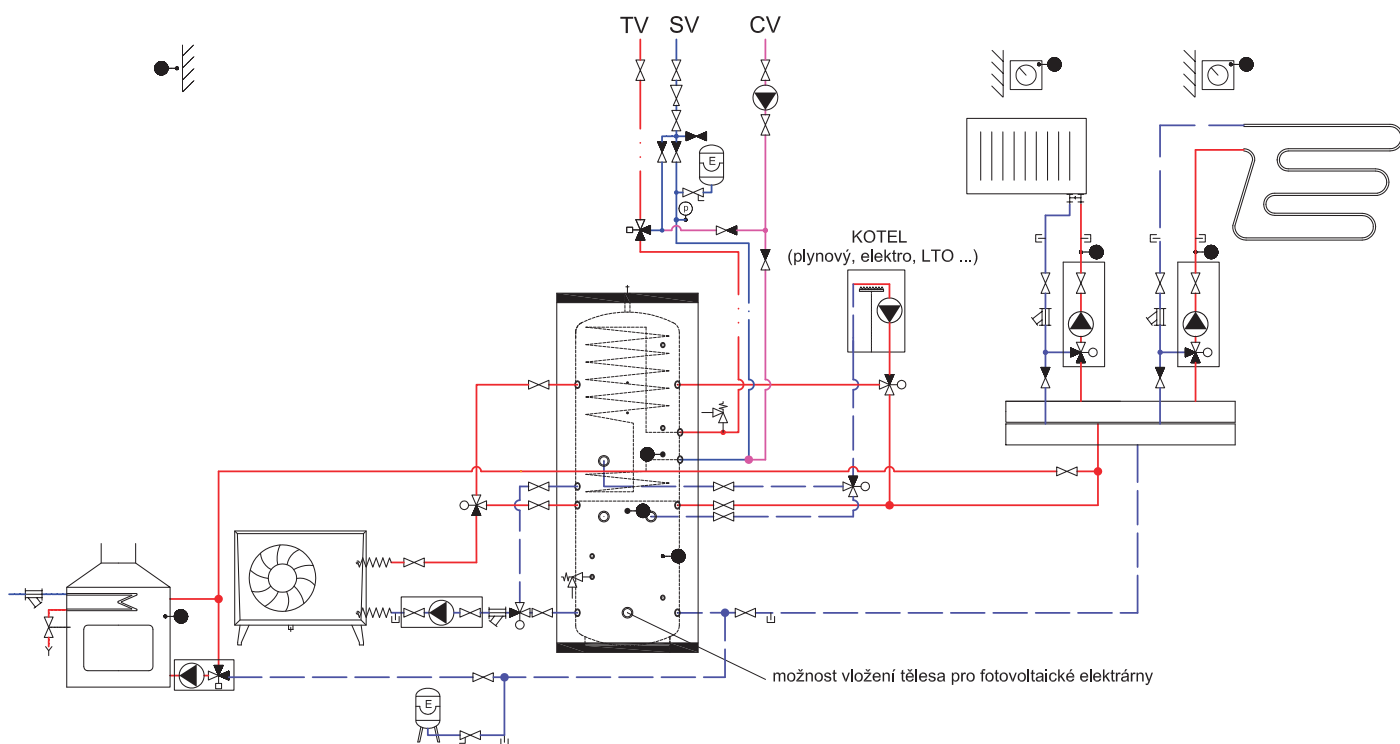 TV SV CV
E
p
KOTEL
(plynový, elektro, LTO ...)
možnost vložení tělesa pro fotovoltaické elektrárny
E